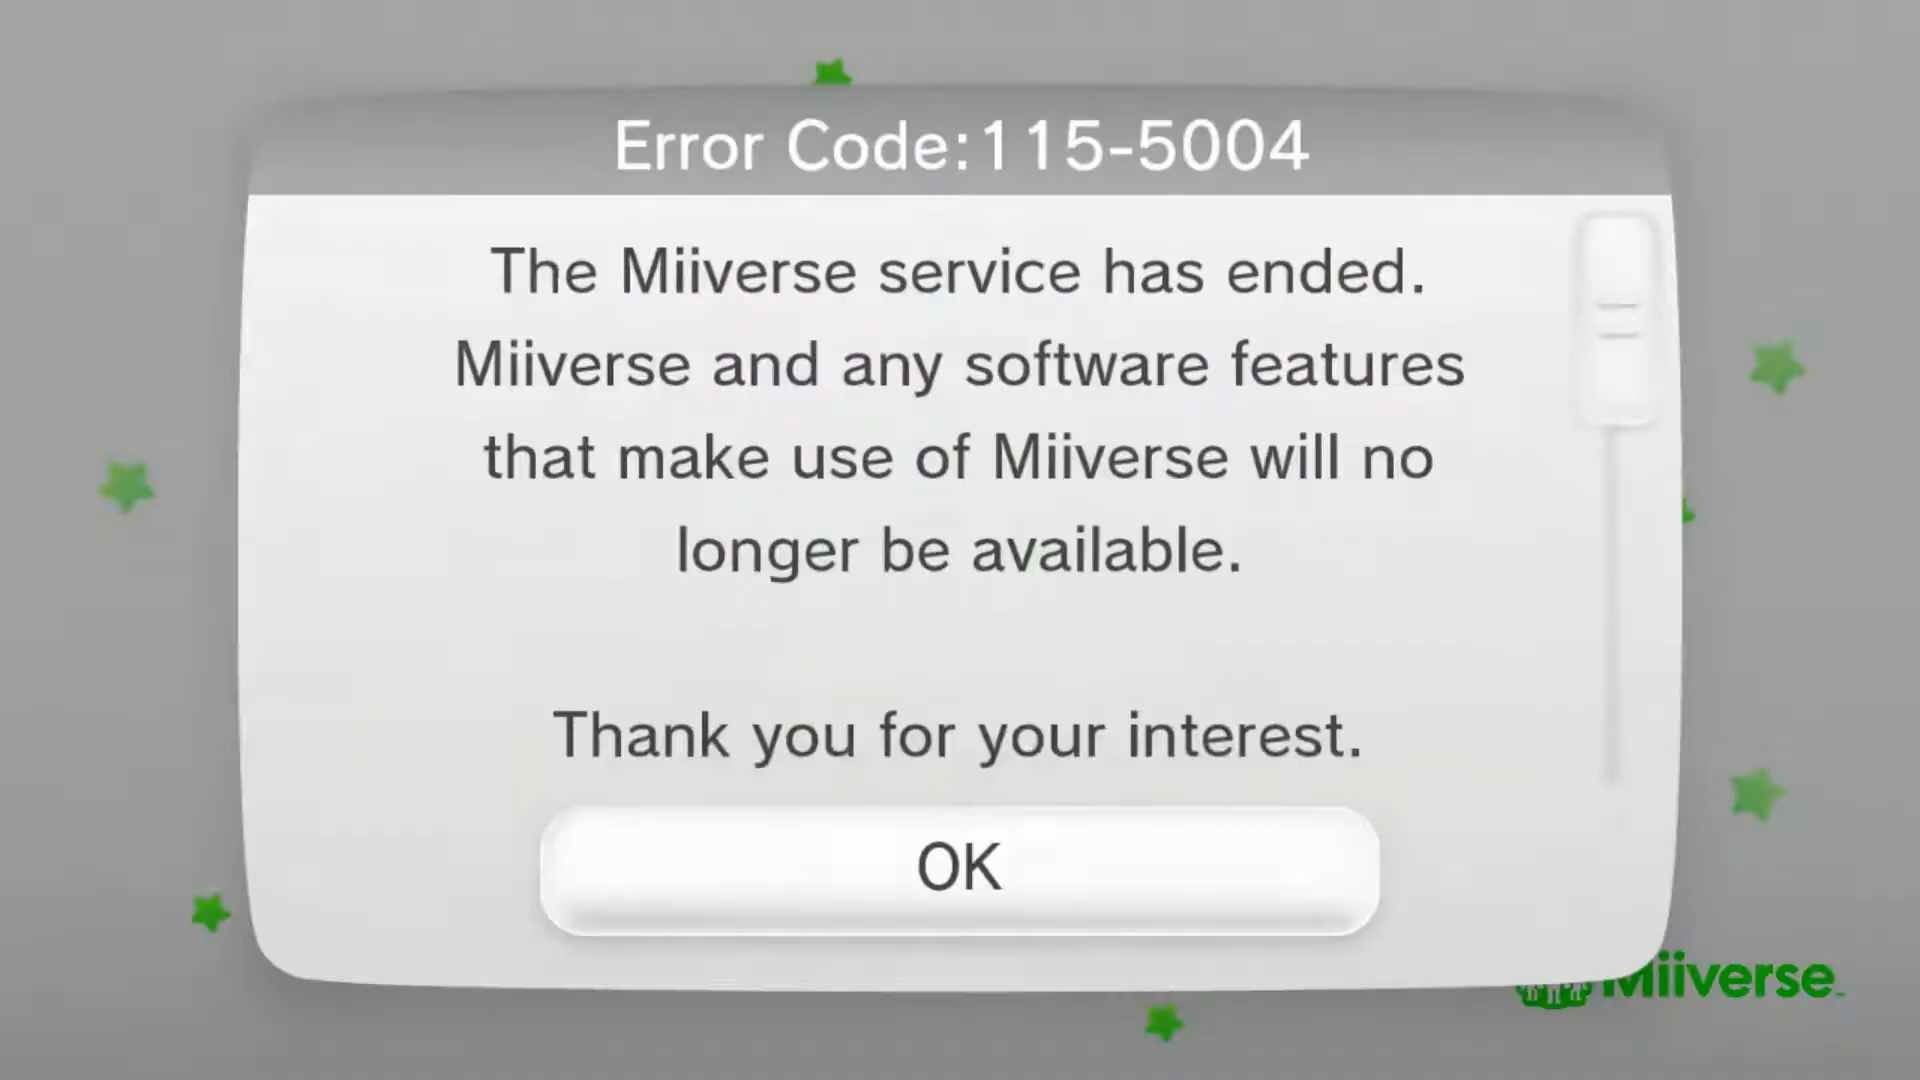 Error Code:115-5004
The Miiverse service has ended.
Miiverse and any software features
that make use of Miiverse will no
longer be available.
Thank you for your interest.
OK
Miiverse™